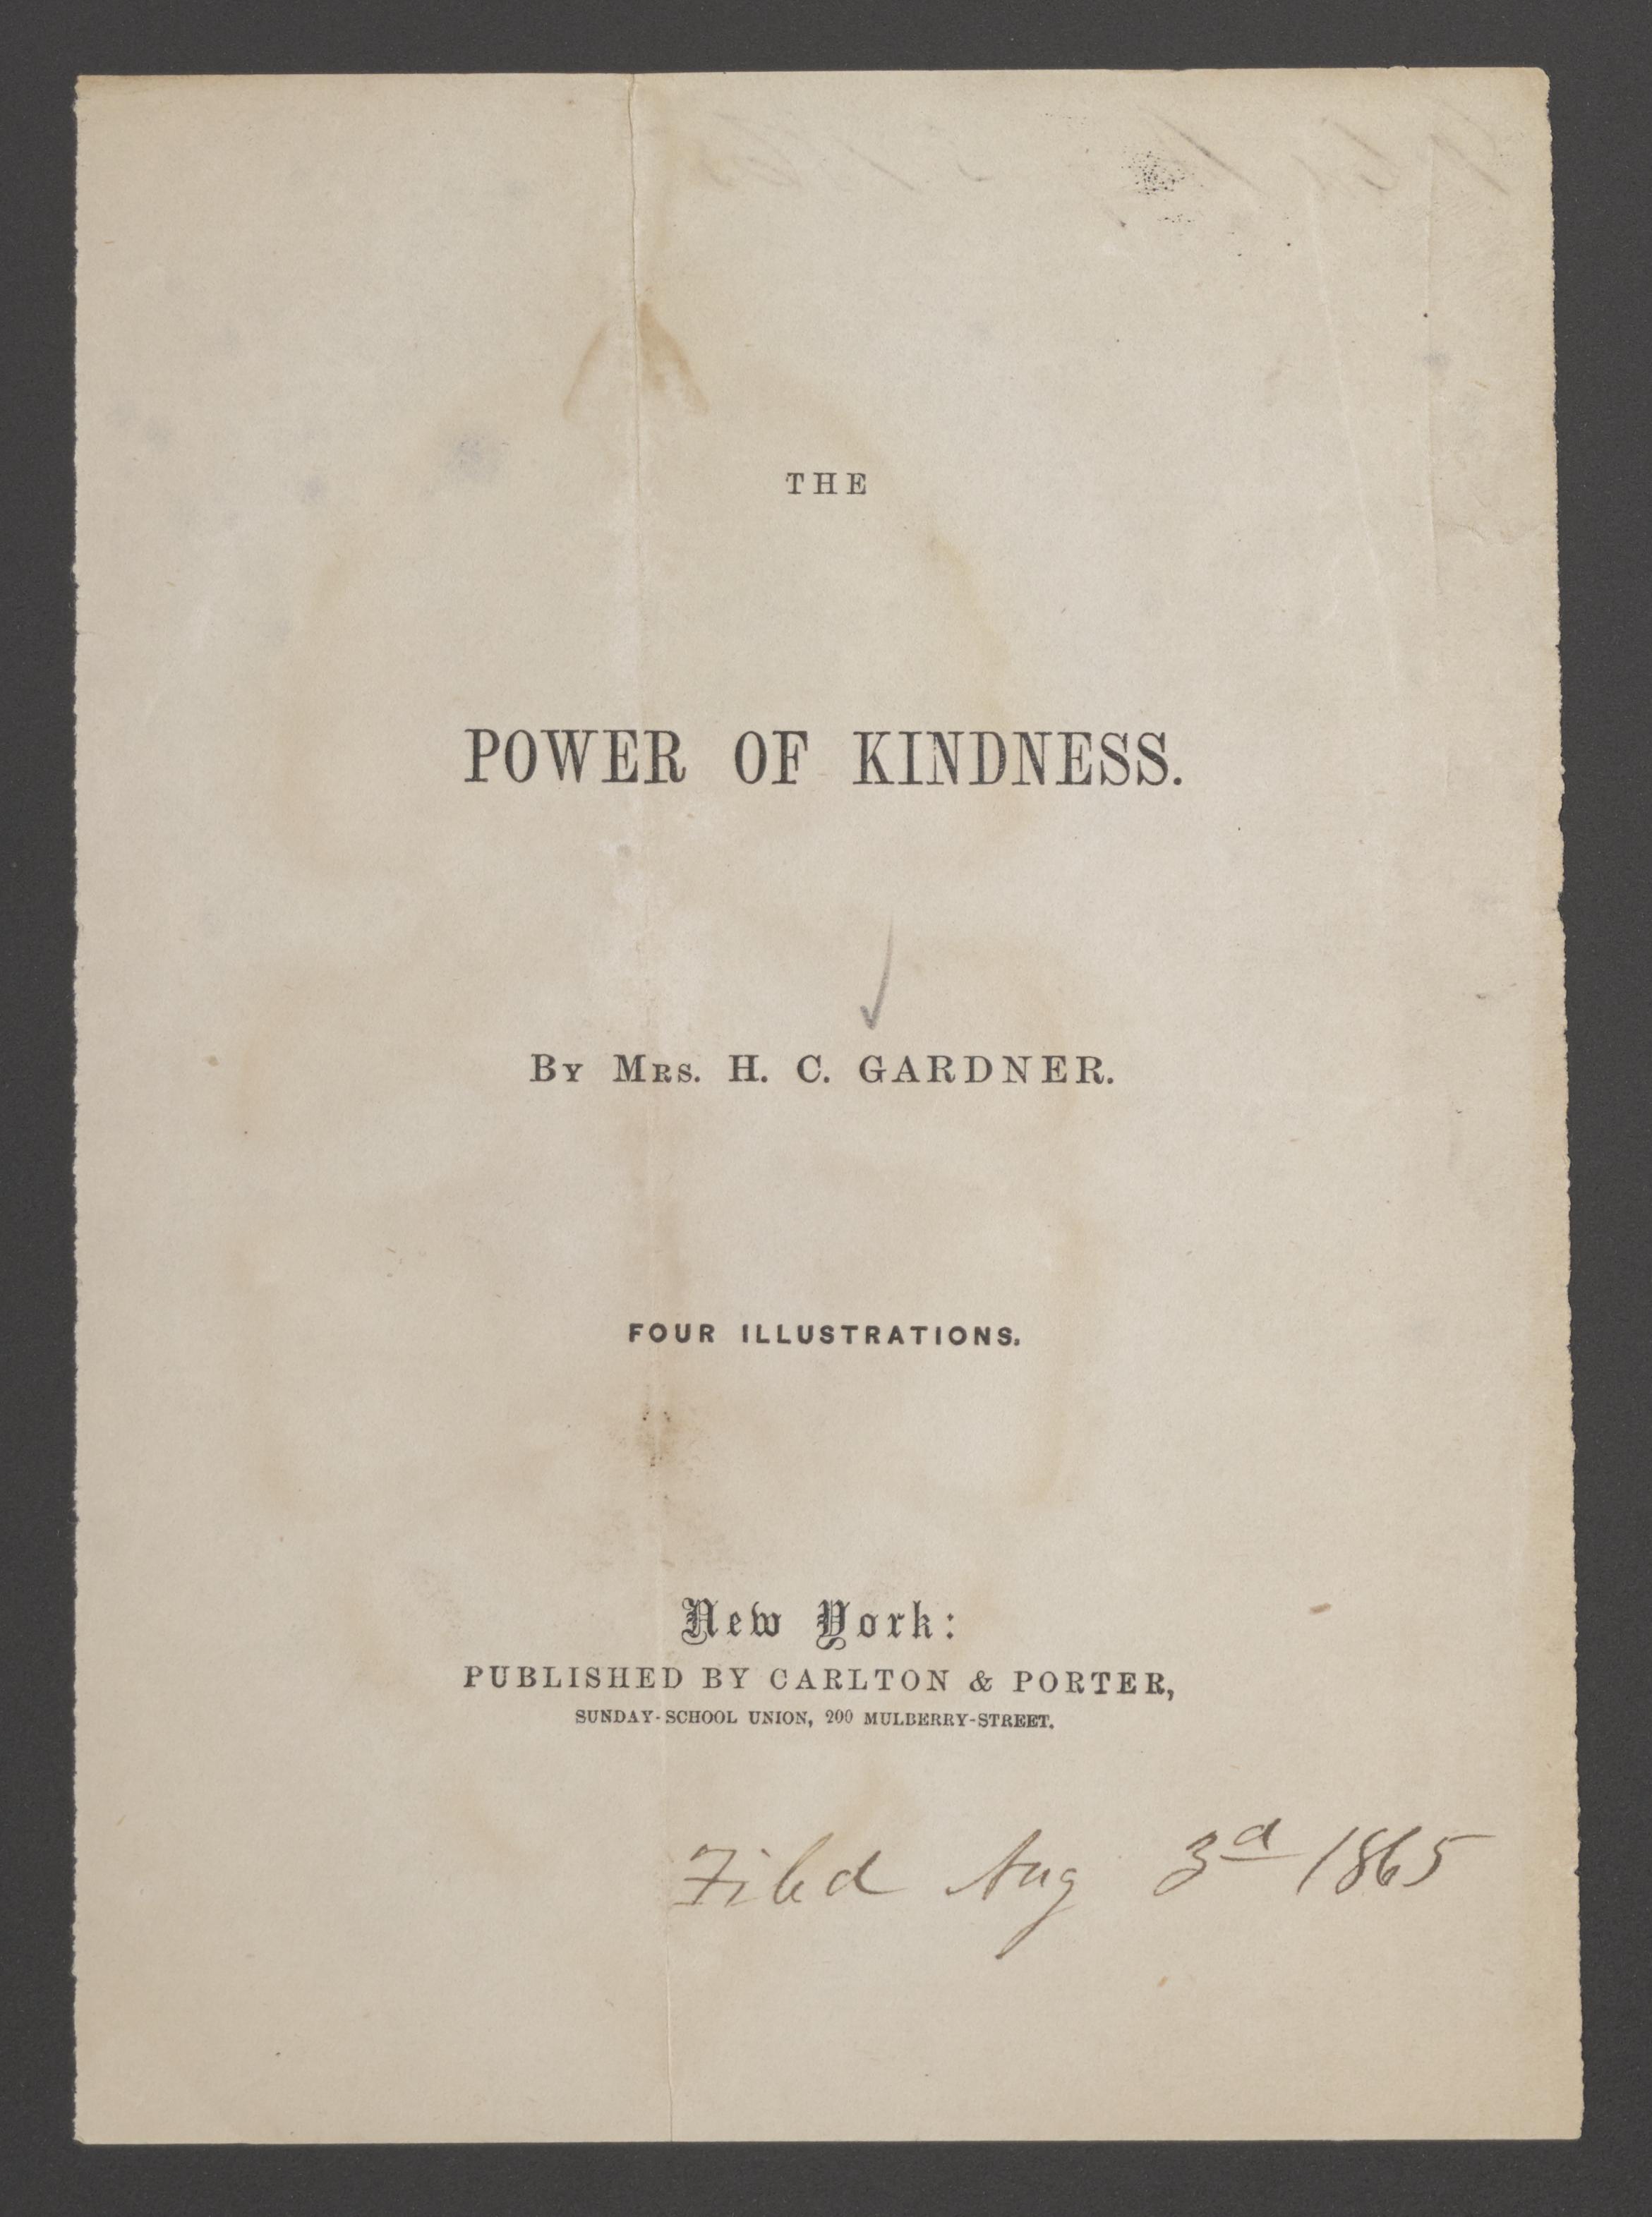 THE
POWER OF KINDNESS.
By Mrs. H. C. GARDNER.
FOUR ILLUSTRATIONS.
New York:
PUBLISHED BY CARLTON & PORTER,
SUNDAY-SCHOOL UNION, 200 MULBERRY-STREET.
Filed Aug 3d 1865